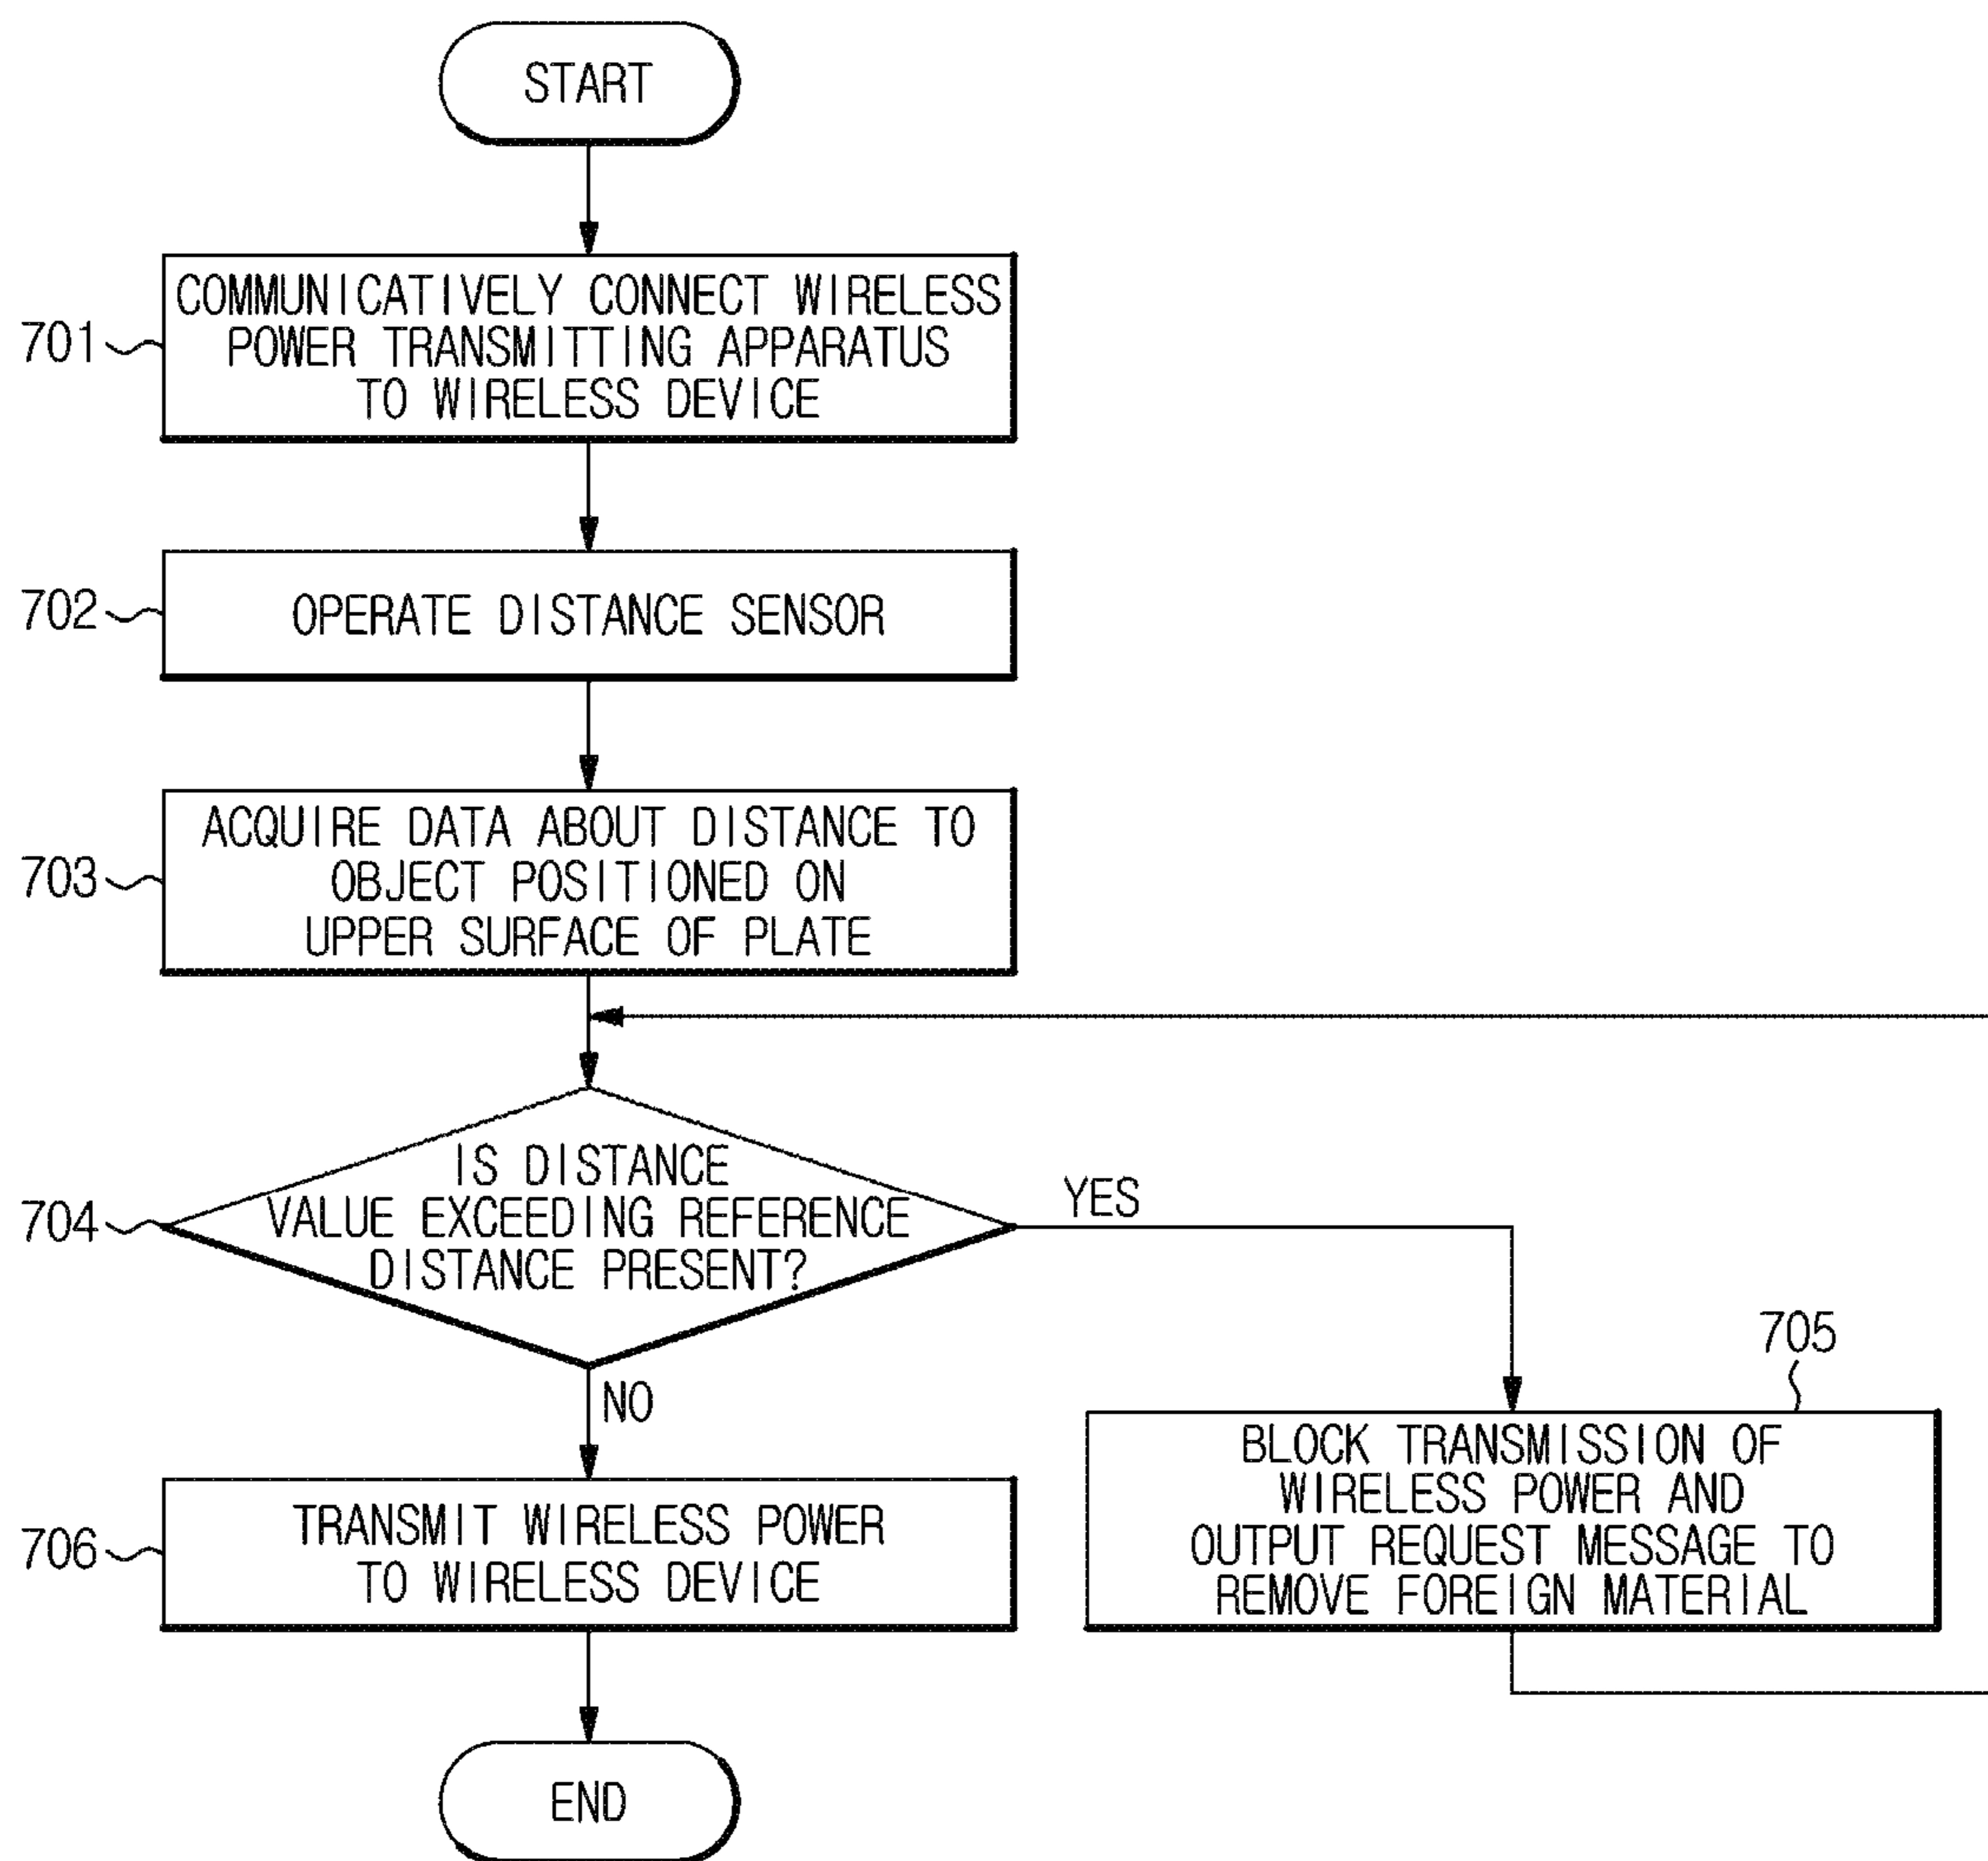 START
701
COMMUNICATIVELY CONNECT WIRELESS
POWER TRANSMITTING APPARATUS
TO WIRELESS DEVICE
702
OPERATE DISTANCE SENSOR
703
ACQUIRE DATA ABOUT DISTANCE TO
OBJECT POSITIONED ON
UPPER SURFACE OF PLATE
704
IS DISTANCE
VALUE EXCEEDING REFERENCE
DISTANCE PRESENT?
YES
NO
705
BLOCK TRANSMISSION OF
WIRELESS POWER AND
OUTPUT REQUEST MESSAGE TO
REMOVE FOREIGN MATERIAL
706
TRANSMIT WIRELESS POWER
TO WIRELESS DEVICE
END